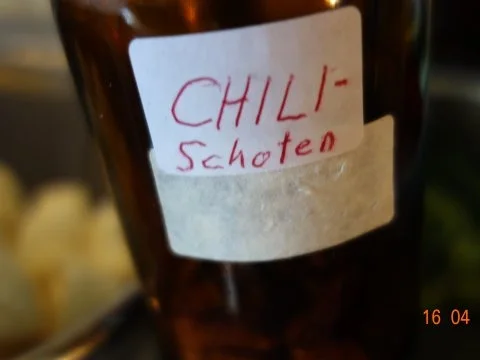 CHILI-
Schoten
16 04